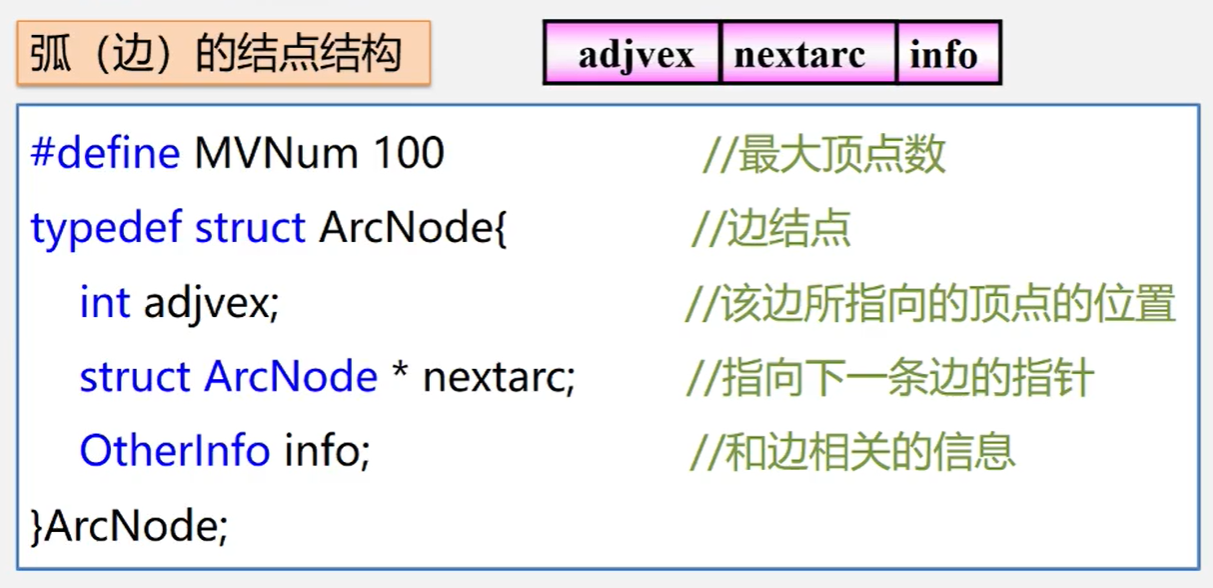 弧（边）的结点结构
adjvex nextarc info
#define MVNum 100 //最大顶点数
typedef struct ArcNode{ //边结点
int adjvex; //该边所指向的顶点的位置
struct ArcNode * nextarc; //指向下一条边的指针
OtherInfo info; //和边相关的信息
}ArcNode;